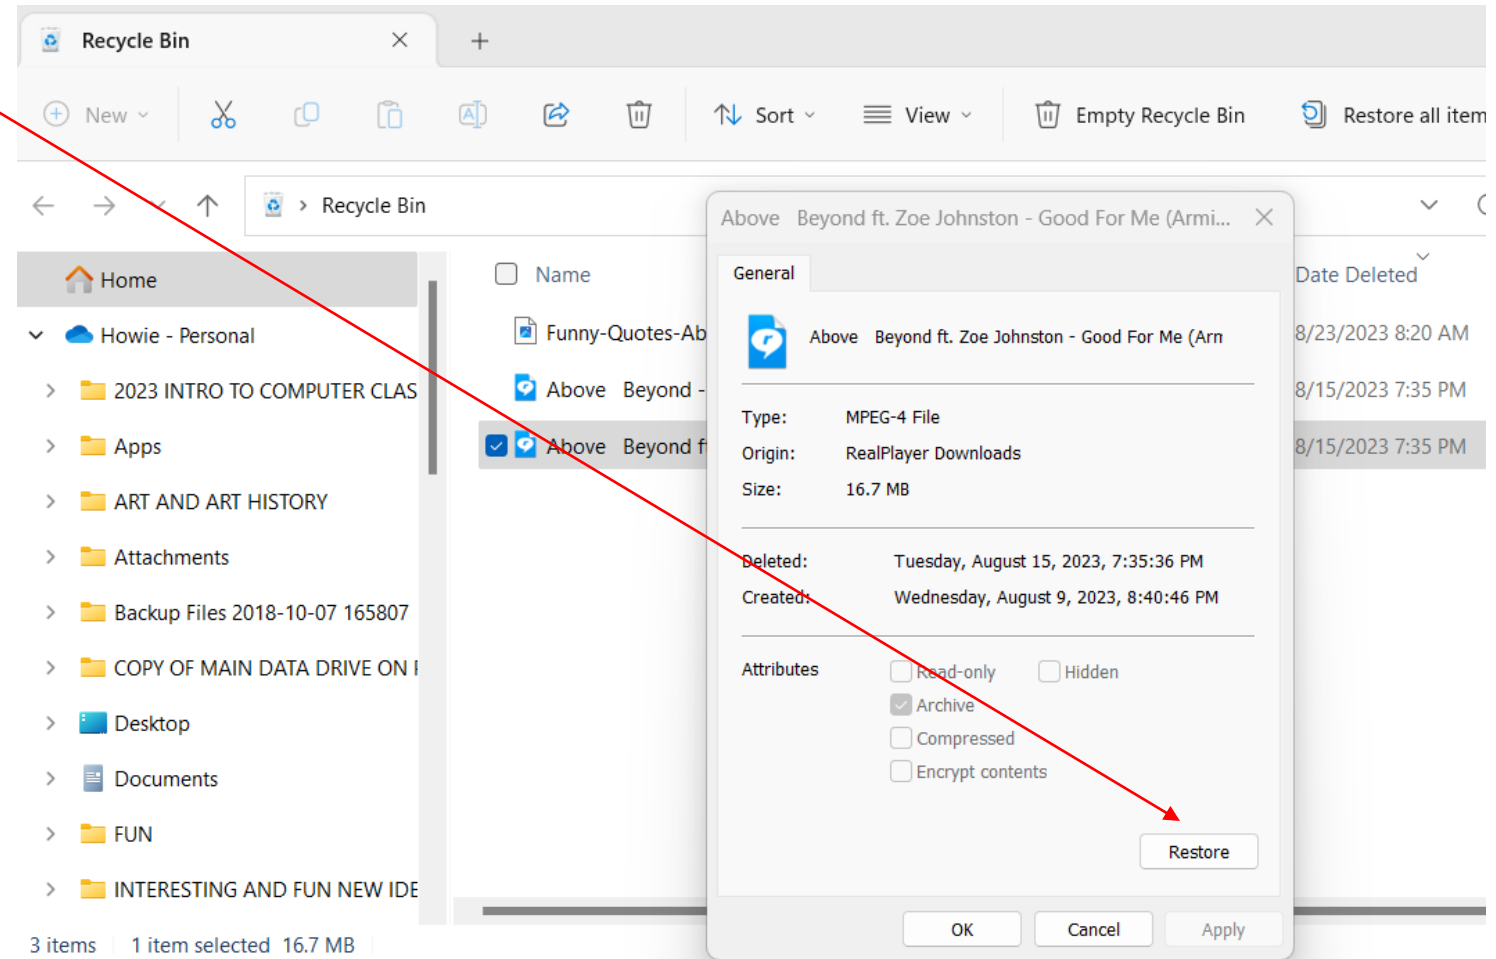 Recycle Bin
New
Sort
View
Empty Recycle Bin
Restore all item
Recycle Bin
Home
Howie - Personal
2023 INTRO TO COMPUTER CLAS
Apps
ART AND ART HISTORY
Attachments
Backup Files 2018-10-07 165807
COPY OF MAIN DATA DRIVE ON
Desktop
Documents
FUN
INTERESTING AND FUN NEW IDE
Name
Date Deleted
Funny-Quotes-Ab
8/23/2023 8:20 AM
Above Beyond -
8/15/2023 7:35 PM
Above Beyond f
8/15/2023 7:35 PM
Above Beyond ft. Zoe Johnston - Good For Me (Armi...
General
Above Beyond ft. Zoe Johnston - Good For Me (Arm
Type: MPEG-4 File
Origin: RealPlayer Downloads
Size: 16.7 MB
Deleted: Tuesday, August 15, 2023, 7:35:36 PM
Created: Wednesday, August 9, 2023, 8:40:46 PM
Attributes
Read-only
Hidden
Archive
Compressed
Encrypt contents
Restore
OK
Cancel
Apply
3 items
1 item selected 16.7 MB